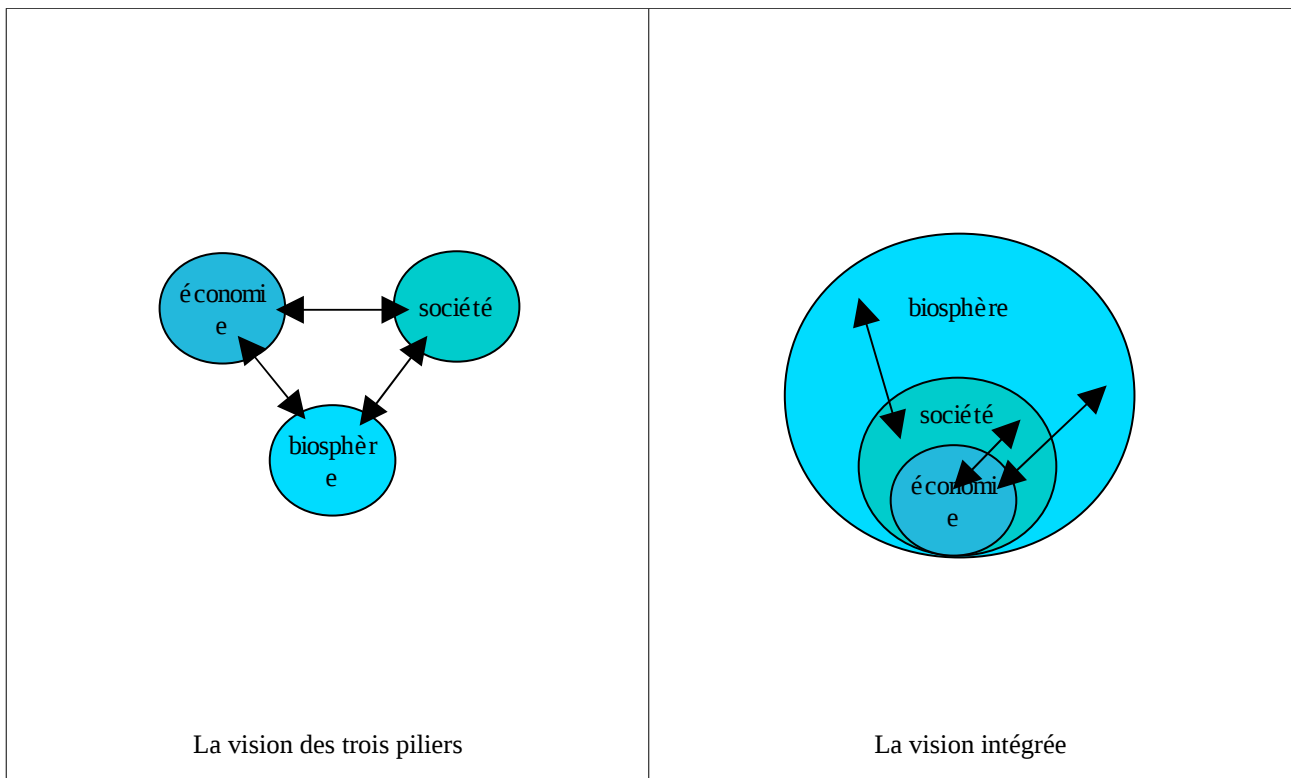 économi
e
société
biosphèr
e
La vision des trois piliers
biosphère
société
économi
e
La vision intégrée